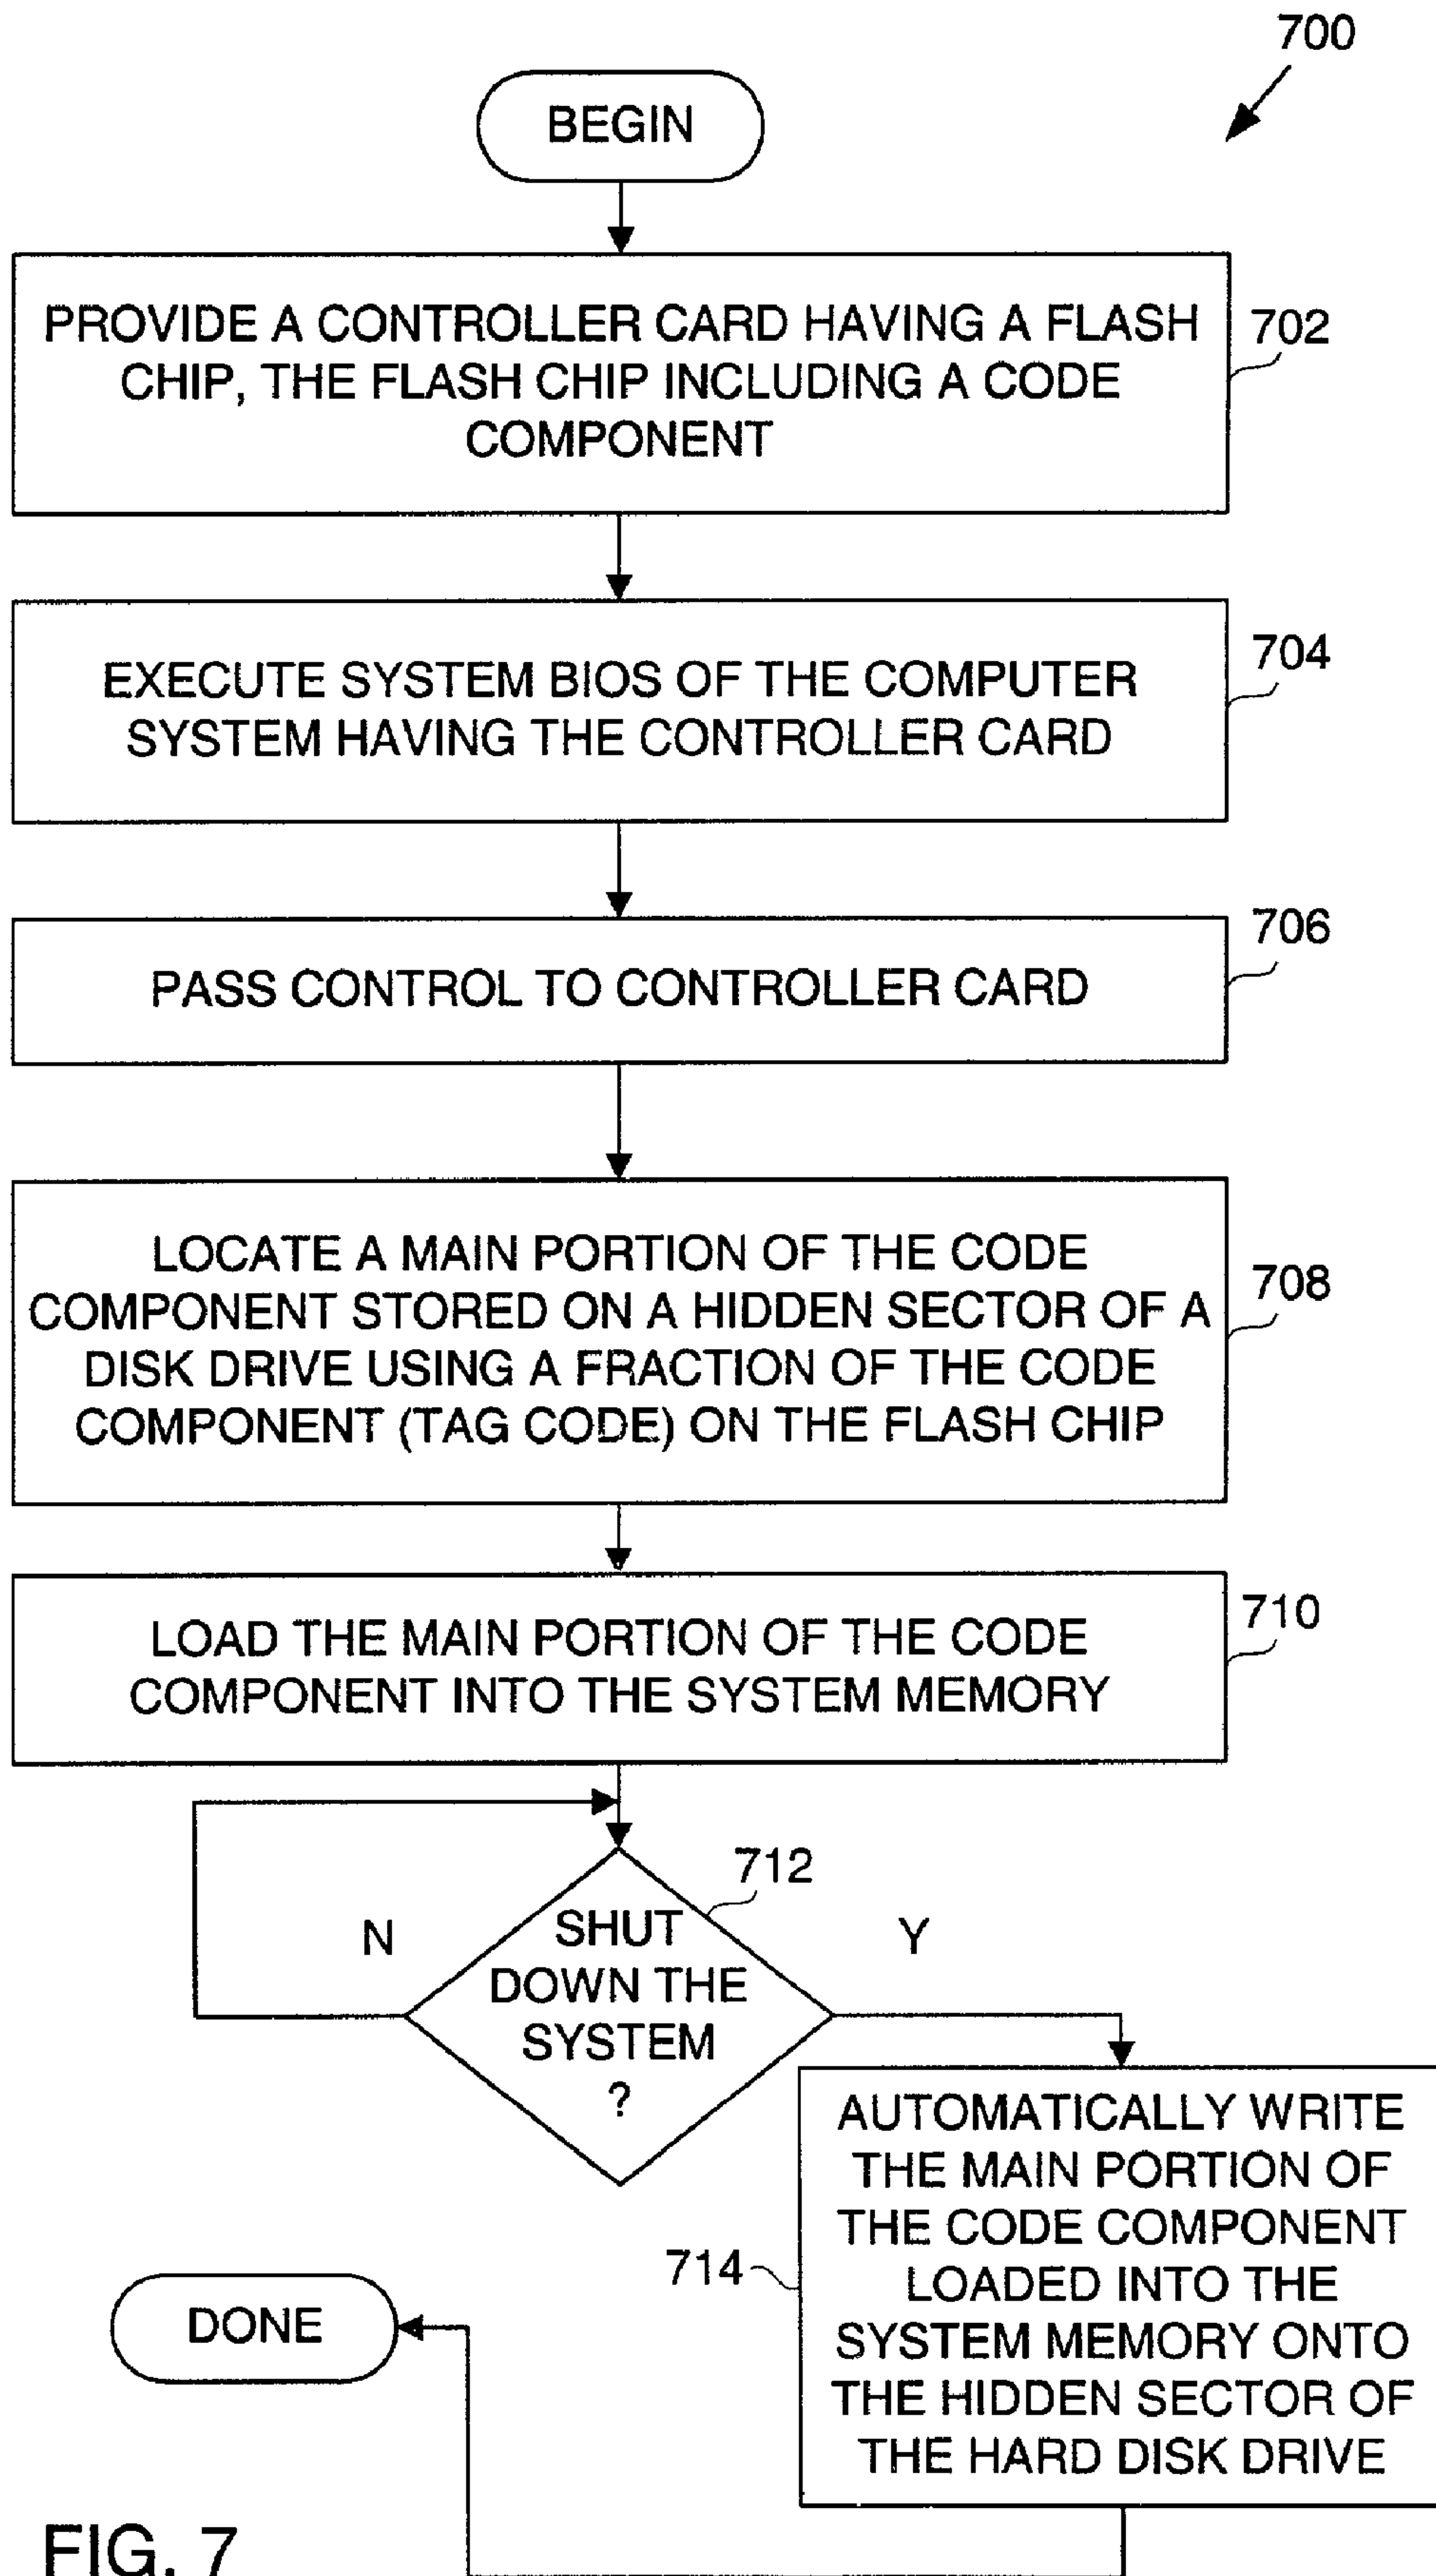 700
BEGIN
PROVIDE A CONTROLLER CARD HAVING A FLASH
CHIP, THE FLASH CHIP INCLUDING A CODE
COMPONENT
702
EXECUTE SYSTEM BIOS OF THE COMPUTER
SYSTEM HAVING THE CONTROLLER CARD
704
PASS CONTROL TO CONTROLLER CARD
706
LOCATE A MAIN PORTION OF THE CODE
COMPONENT STORED ON A HIDDEN SECTOR OF A
DISK DRIVE USING A FRACTION OF THE CODE
COMPONENT (TAG CODE) ON THE FLASH CHIP
708
LOAD THE MAIN PORTION OF THE CODE
COMPONENT INTO THE SYSTEM MEMORY
710
712
N
SHUT
DOWN THE
SYSTEM
?
Y
AUTOMATICALLY WRITE
THE MAIN PORTION OF
THE CODE COMPONENT
LOADED INTO THE
SYSTEM MEMORY ONTO
THE HIDDEN SECTOR OF
THE HARD DISK DRIVE
714
DONE
FIG. 7